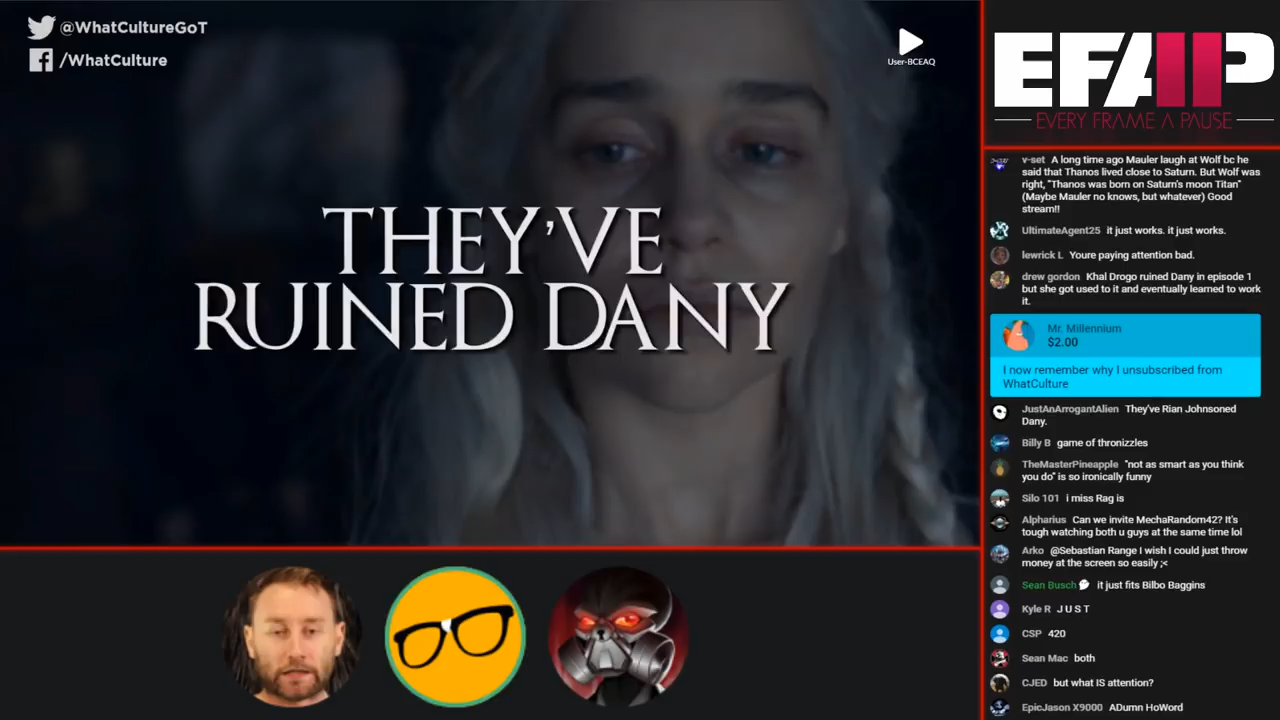 @WhatCultureGoT
/WhatCulture
User-BCEAQ
THEY'VE
RUINED DANY
EFAP
EVERY FRAME A PAUSE
v-set A long time ago Mauler laugh at Wolf bc he
said that Thanos lived close to Saturn. But Wolf was
right, "Thanos was born on Saturn's moon Titan"
(Maybe Mauler no knows, but whatever) Good
stream!!
UltimateAgent25 it just works. it just works.
lewrick L Youre paying attention bad.
drew gordon Khal Drogo ruined Dany in episode 1
but she got used to it and eventually learned to work
it.
Mr. Millennium
$2.00
I now remember why I unsubscribed from
WhatCulture
JustAnArrogantAlien They've Rian Johnsoned
Dany.
Billy B game of thronizzles
TheMasterPineapple "not as smart as you think
you do" is so ironically funny
Silo 101 i miss Rag is
Alpharius Can we invite MechaRandom42? It's
tough watching both u guys at the same time lol
Arko @Sebastian Range I wish I could just throw
money at the screen so easily ;<
Sean Busch it just fits Bilbo Baggins
Kyle R J U S T
CSP 420
Sean Mac both
CJED but what IS attention?
EpicJason X9000 ADumn HoWord